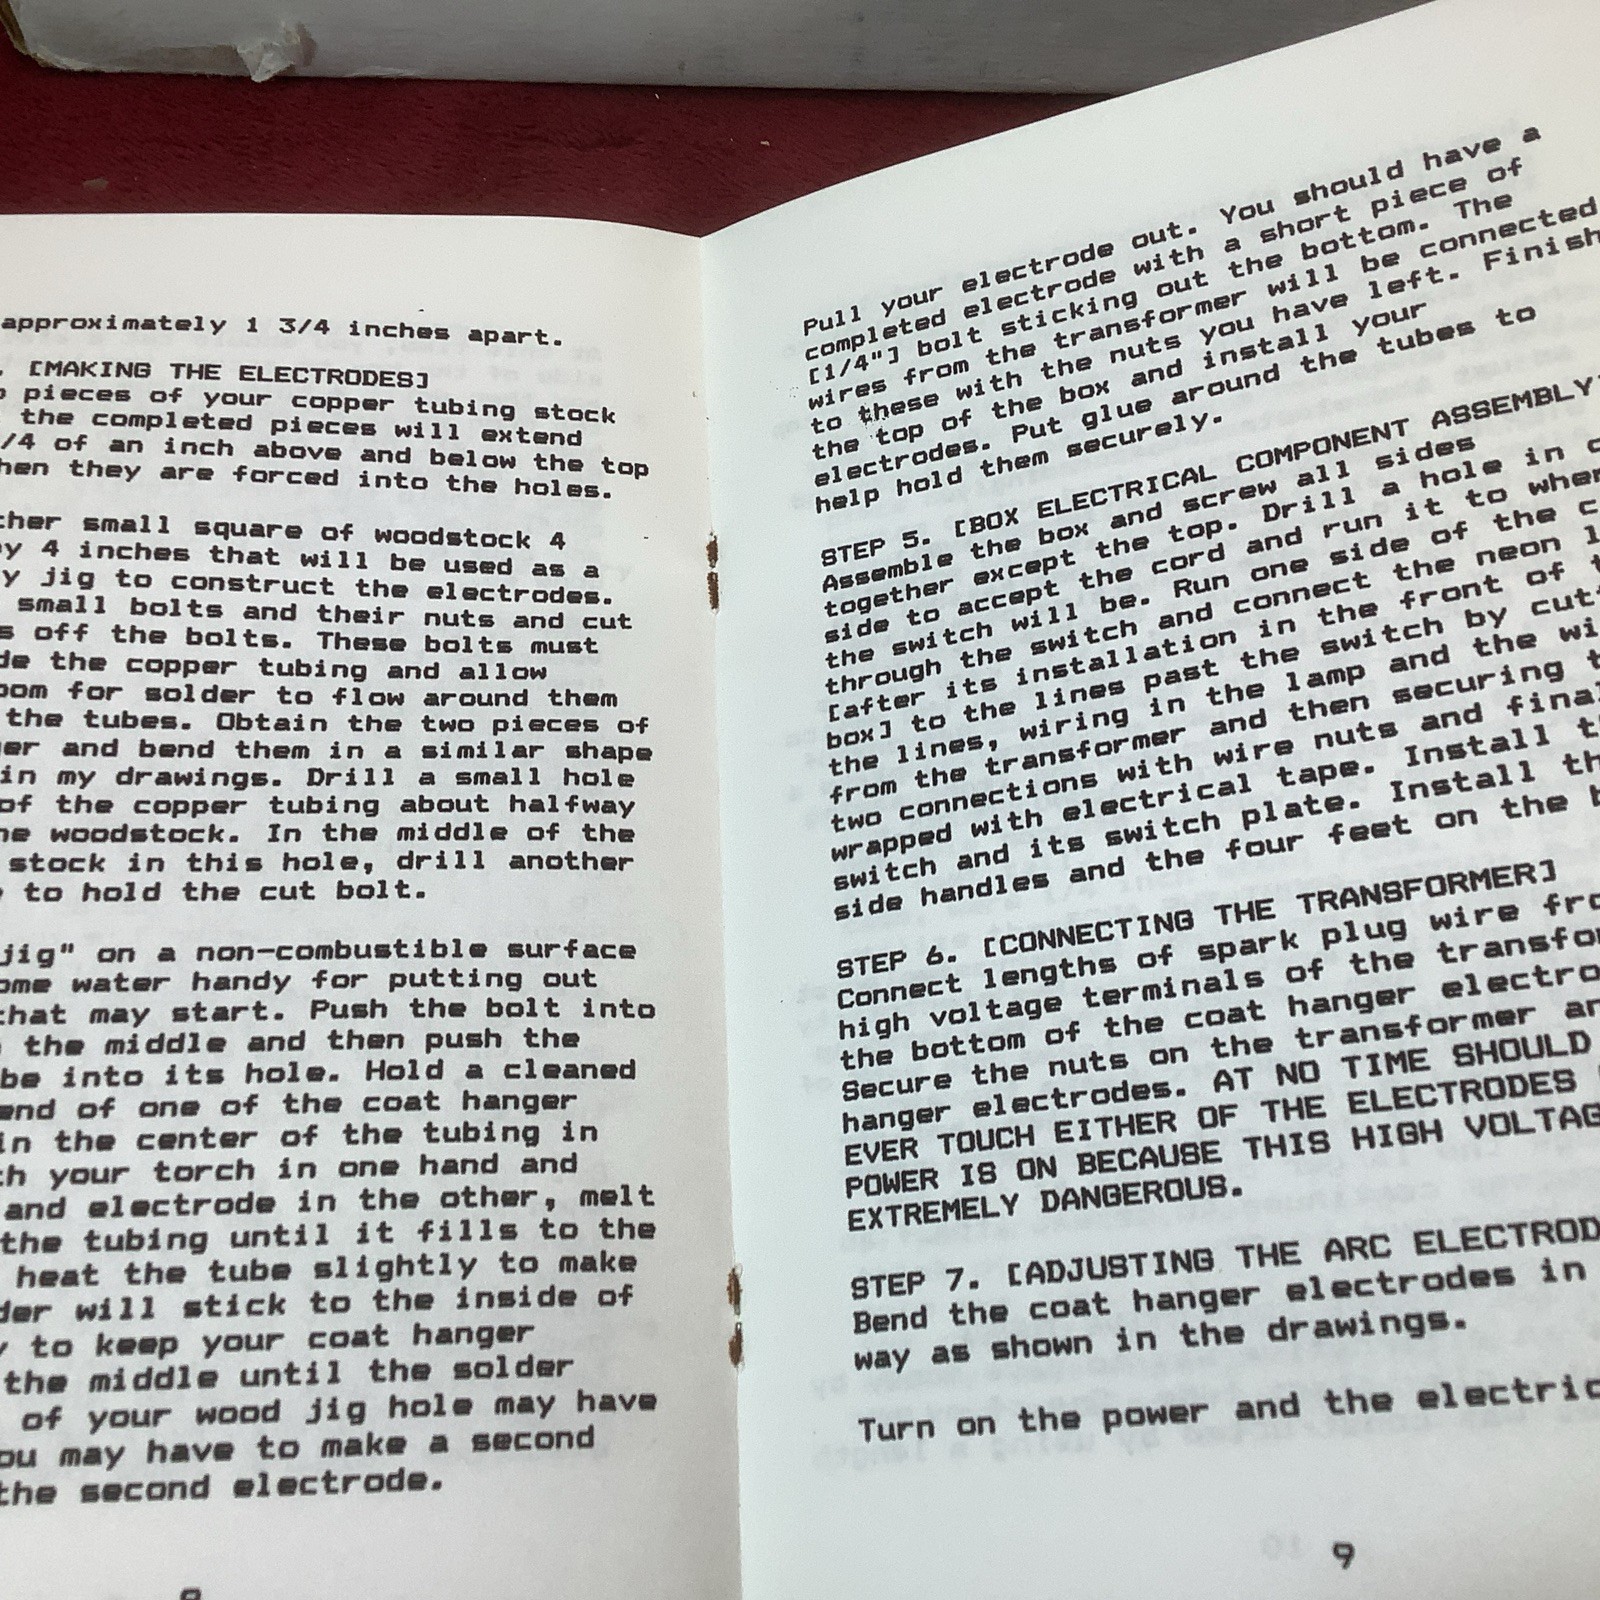 approximately 1 3/4 inches apart.
[MAKING THE ELECTRODES]
pieces of your copper tubing stock
the completed pieces will extend
/4 of an inch above and below the top
hen they are forced into the holes.
ther small square of woodstock 4
by 4 inches that will be used as a
y jig to construct the electrodes.
small bolts and their nuts and cut
s off the bolts. These bolts must
de the copper tubing and allow
oom for solder to flow around them
the tubes. Obtain the two pieces of
er and bend them in a similar shape
in my drawings. Drill a small hole
of the copper tubing about halfway
he woodstock. In the middle of the
stock in this hole, drill another
to hold the cut bolt.
jig" on a non-combustible surface
ome water handy for putting out
that may start. Push the bolt into
the middle and then push the
be into its hole. Hold a cleaned
end of one of the coat hanger
in the center of the tubing in
th your torch in one hand and
and electrode in the other, melt
the tubing until it fills to the
heat the tube slightly to make
der will stick to the inside of
y to keep your coat hanger
the middle until the solder
of your wood jig hole may have
ou may have to make a second
the second electrode.
Pull your electrode out. You should have a
completed electrode with a short piece of
[1/4"] bolt sticking out the bottom. The
wires from the transformer will be connected
to these with the nuts you have left. Finish
the top of the box and install your
electrodes. Put glue around the tubes to
help hold them securely.
STEP 5. [BOX ELECTRICAL COMPONENT ASSEMBLY]
Assemble the box and screw all sides
together except the top. Drill a hole in
side to accept the cord and run it to wher
the switch will be. Run one side of the c
through the switch and connect the neon l
[after its installation in the front of t
box] to the lines past the switch by cut
the lines, wiring in the lamp and the wi
from the transformer and then securing t
two connections with wire nuts and final
wrapped with electrical tape. Install t
switch and its switch plate. Install th
side handles and the four feet on the b
STEP 6. [CONNECTING THE TRANSFORMER]
Connect lengths of spark plug wire fro
high voltage terminals of the transfor
the bottom of the coat hanger electro
Secure the nuts on the transformer an
hanger electrodes. AT NO TIME SHOULD
EVER TOUCH EITHER OF THE ELECTRODES
POWER IS ON BECAUSE THIS HIGH VOLTAG
EXTREMELY DANGEROUS.
STEP 7. [ADJUSTING THE ARC ELECTROD
Bend the coat hanger electrodes in
way as shown in the drawings.
Turn on the power and the electric
9